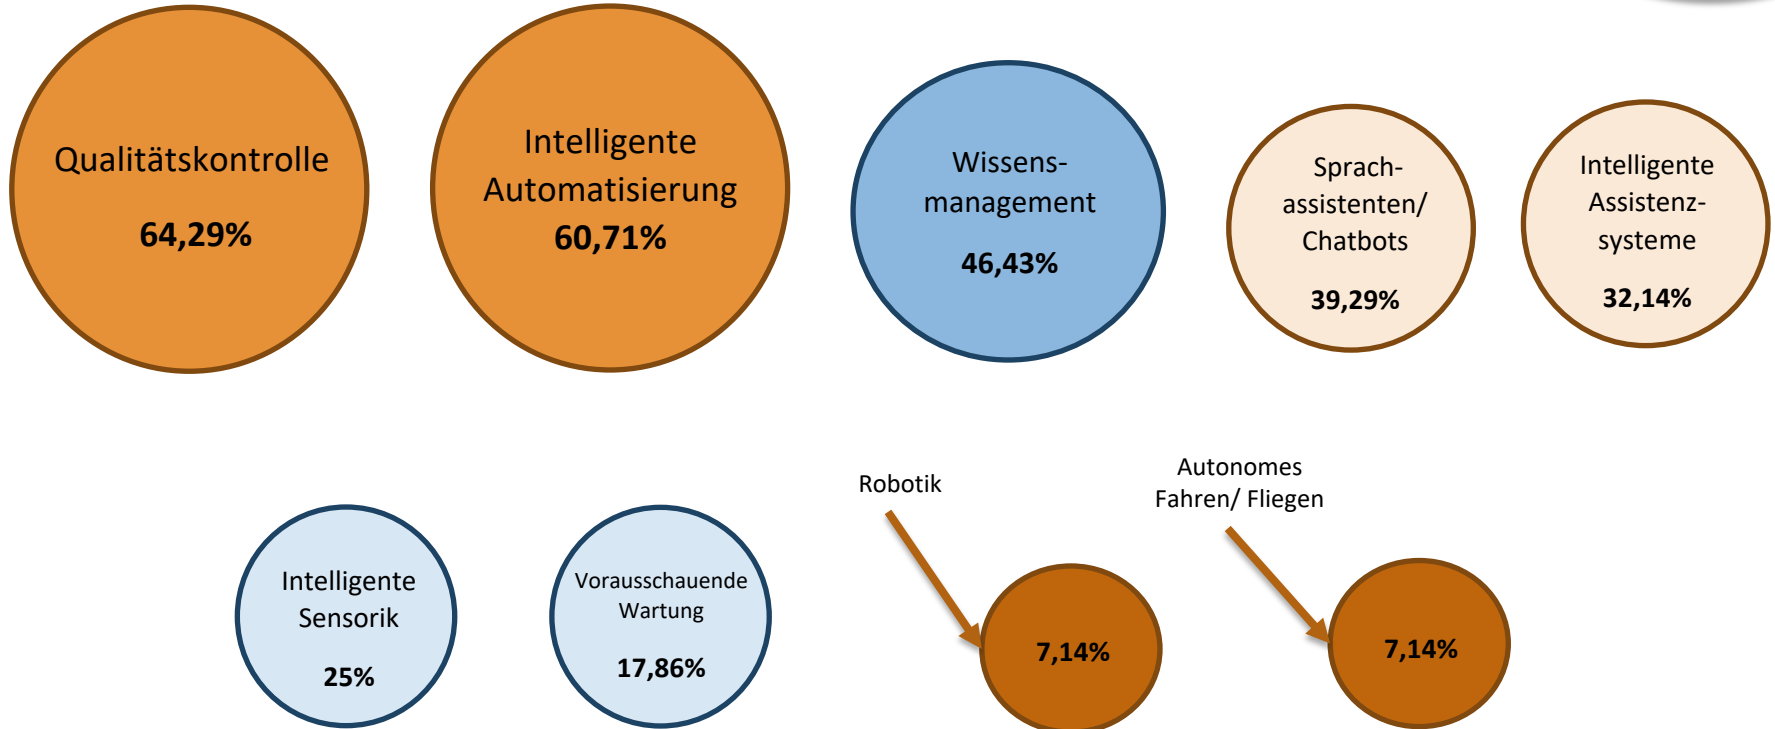 Qualitätskontrolle
64,29%
Intelligente
Automatisierung
60,71%
Wissens-
management
46,43%
Sprach-
assistenten/
Chatbots
39,29%
Intelligente
Assistenz-
systeme
32,14%
Intelligente
Sensorik
25%
Vorausschauende
Wartung
17,86%
Robotik
7,14%
Autonomes
Fahren/ Fliegen
7,14%